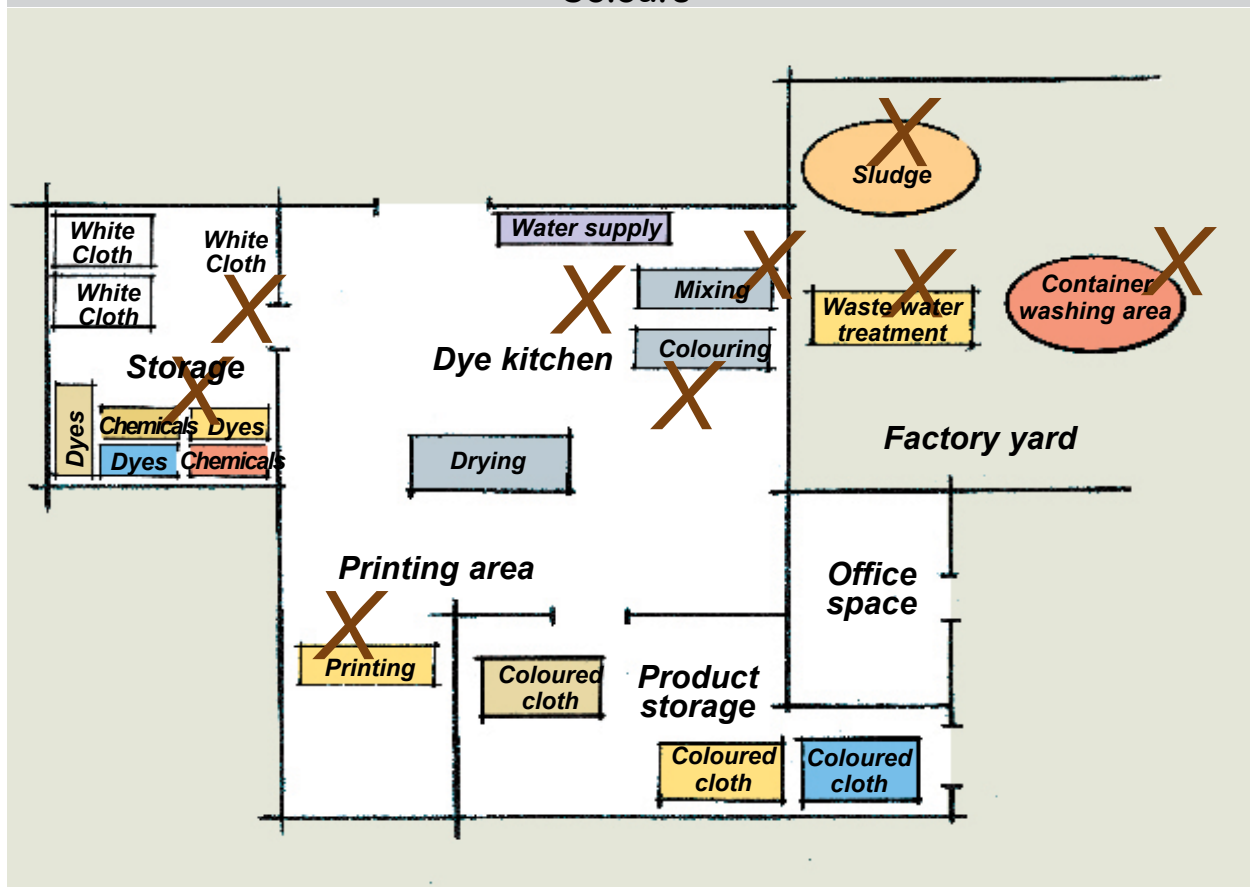 Sludge
Water supply
White
Cloth
White
Cloth
Mixing
Container
washing area
White
Cloth
Waste water
treatment
Colouring
Dye kitchen
Storage
Dyes
Chemicals
Dyes
Dyes
Chemicals
Drying
Factory yard
Printing area
Office
space
Printing
Coloured
cloth
Product
storage
Coloured
cloth
Coloured
cloth